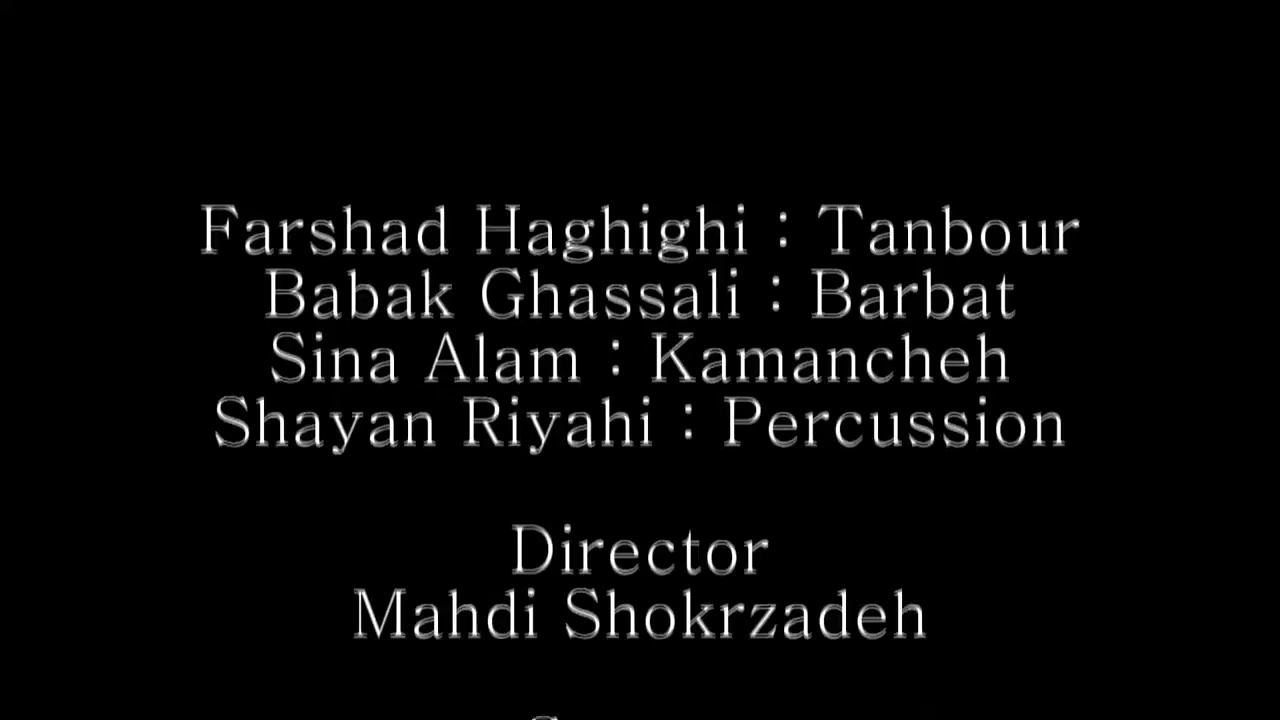 Farshad Haghighi : Tanbour
Babak Ghassali : Barbat
Sina Alam : Kamancheh
Shayan Riyahi : Percussion
Director
Mahdi Shokrzadeh